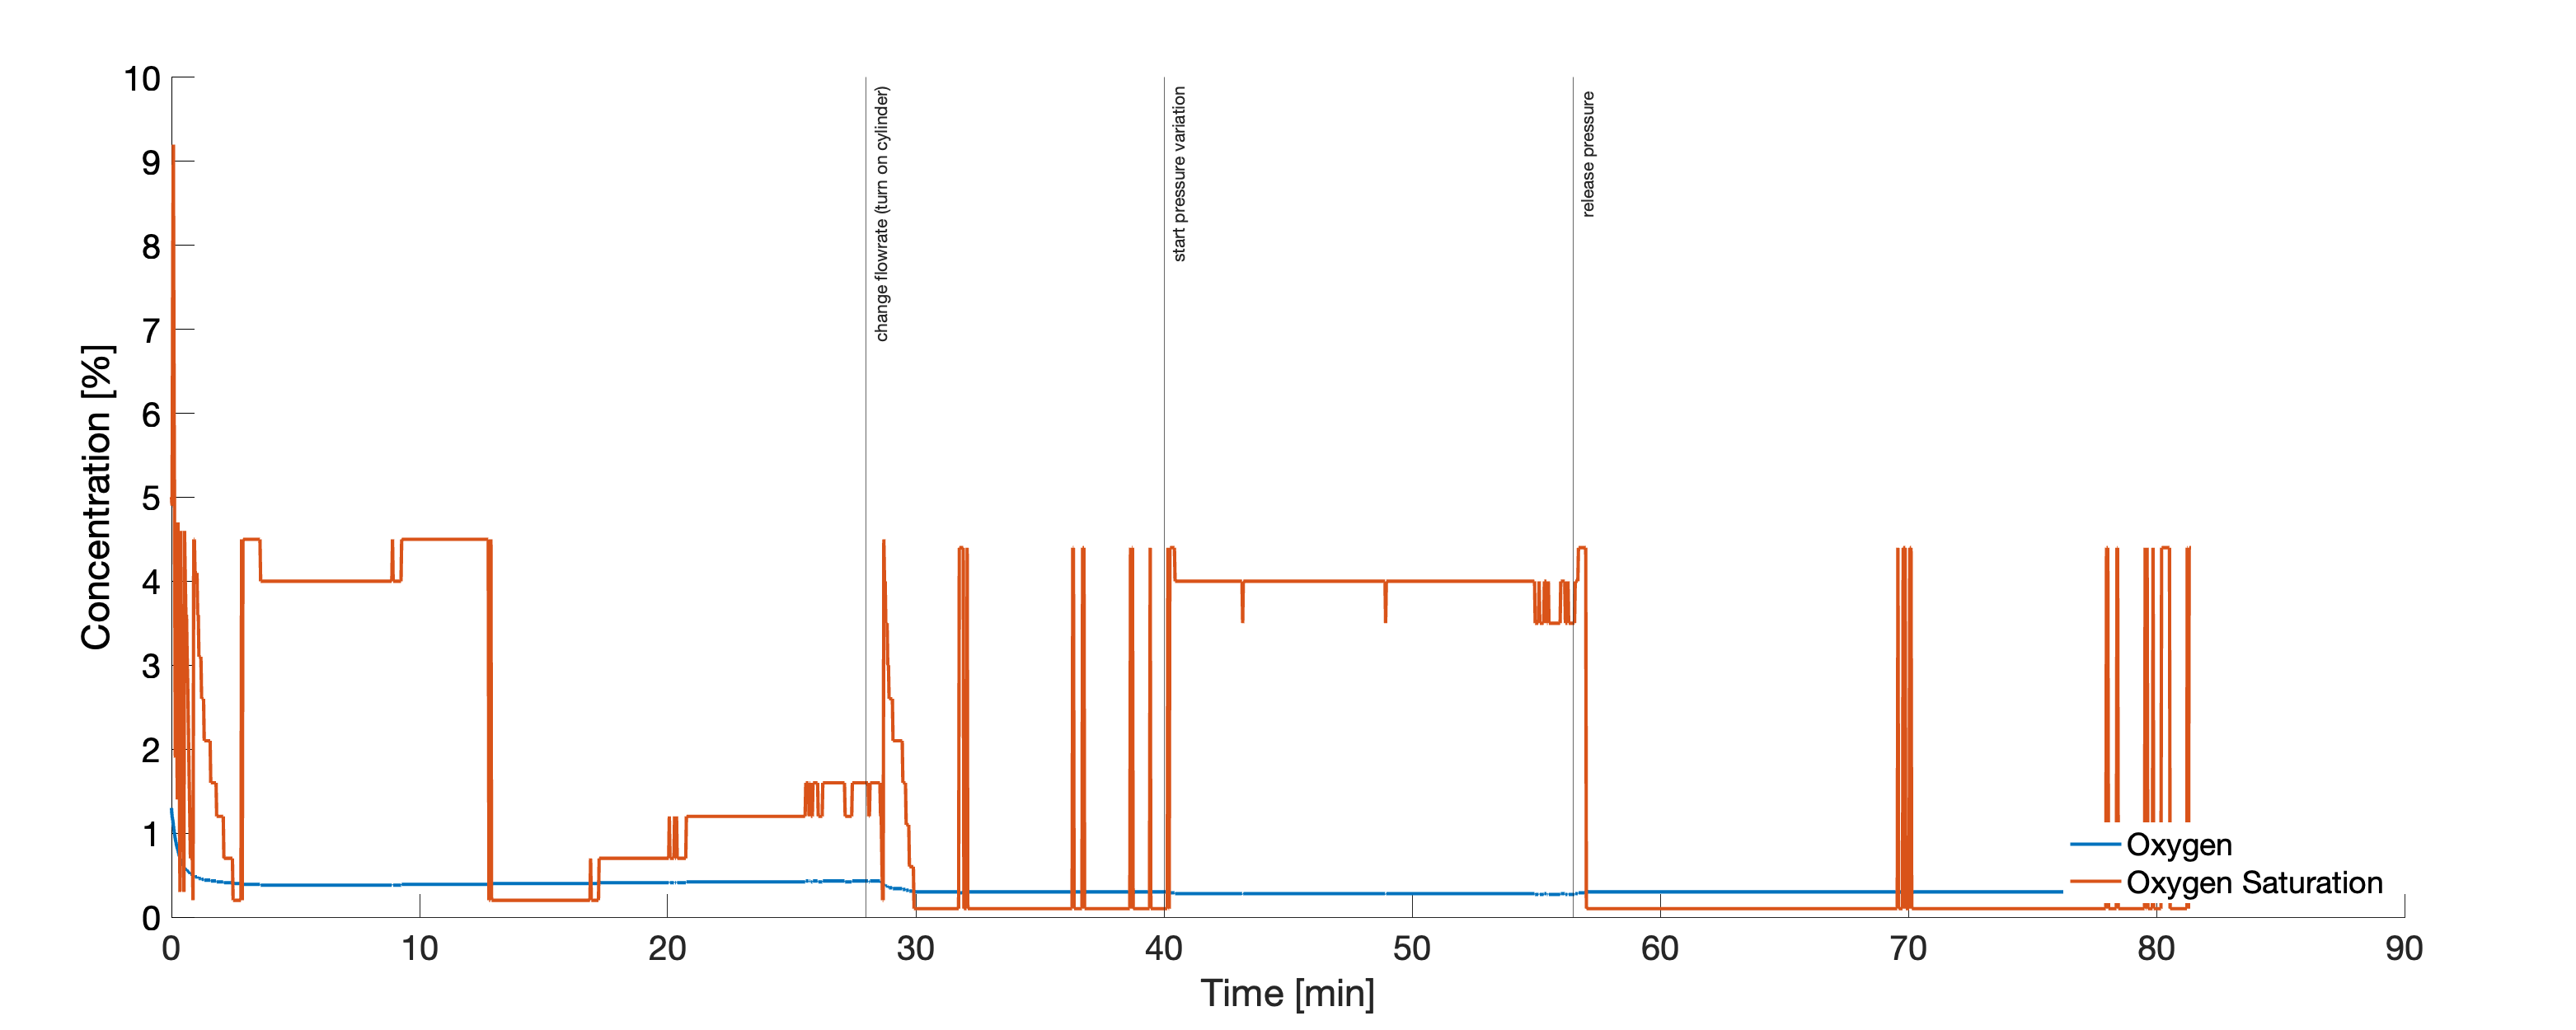 10
9
8
7
6
5
4
3
2
1
0
Concentration [%]
change flowrate (turn on cylinder)
start pressure variation
release pressure
Oxygen
Oxygen Saturation
0 10 20 30 40 50 60 70 80 90
Time [min]